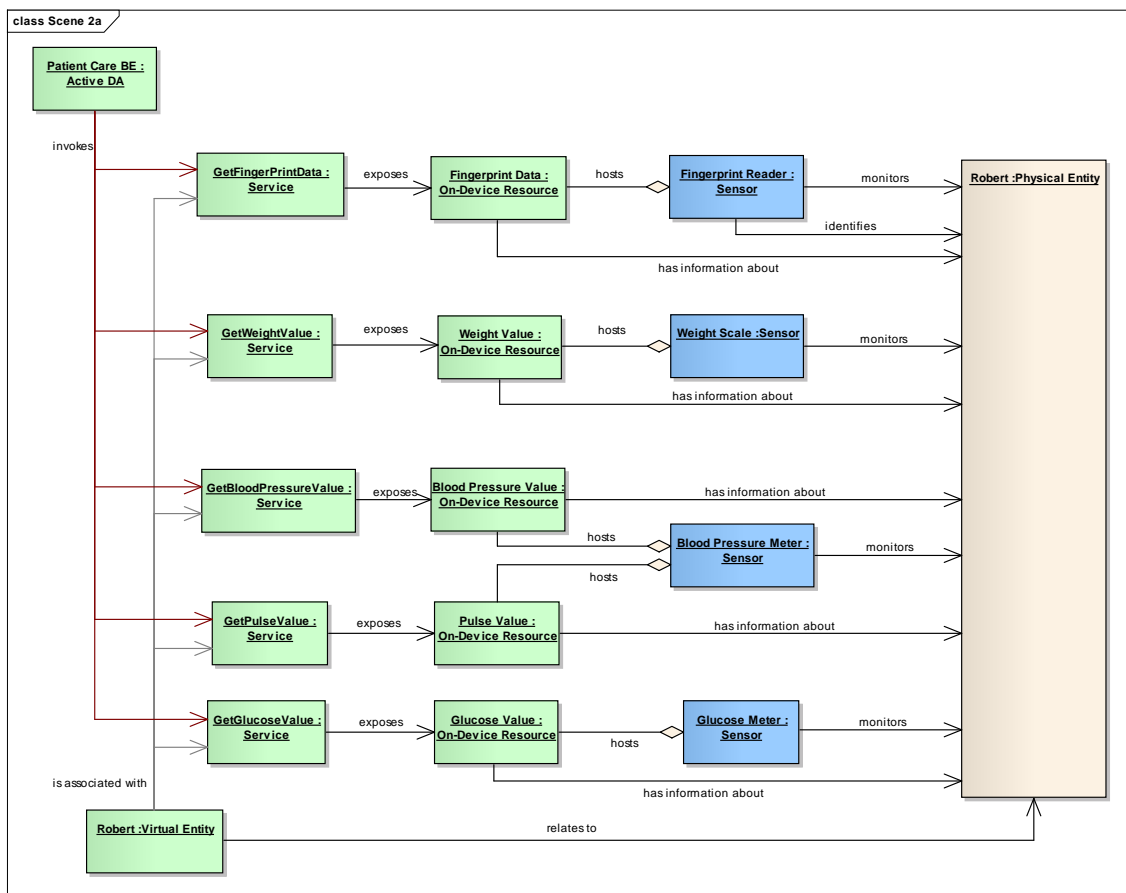 class Scene 2a
Patient Care BE :
Active DA
invokes
GetFingerPrintData :
Service
exposes
Fingerprint Data :
On-Device Resource
hosts
Fingerprint Reader :
Sensor
monitors
identifies
has information about
Robert :Physical Entity
GetWeightValue :
Service
exposes
Weight Value :
On-Device Resource
hosts
Weight Scale :Sensor
monitors
has information about
GetBloodPressureValue :
Service
exposes
Blood Pressure Value :
On-Device Resource
has information about
hosts
Blood Pressure Meter :
Sensor
monitors
hosts
GetPulseValue :
Service
exposes
Pulse Value :
On-Device Resource
has information about
GetGlucoseValue :
Service
exposes
Glucose Value :
On-Device Resource
hosts
Glucose Meter :
Sensor
monitors
has information about
is associated with
Robert :Virtual Entity
relates to